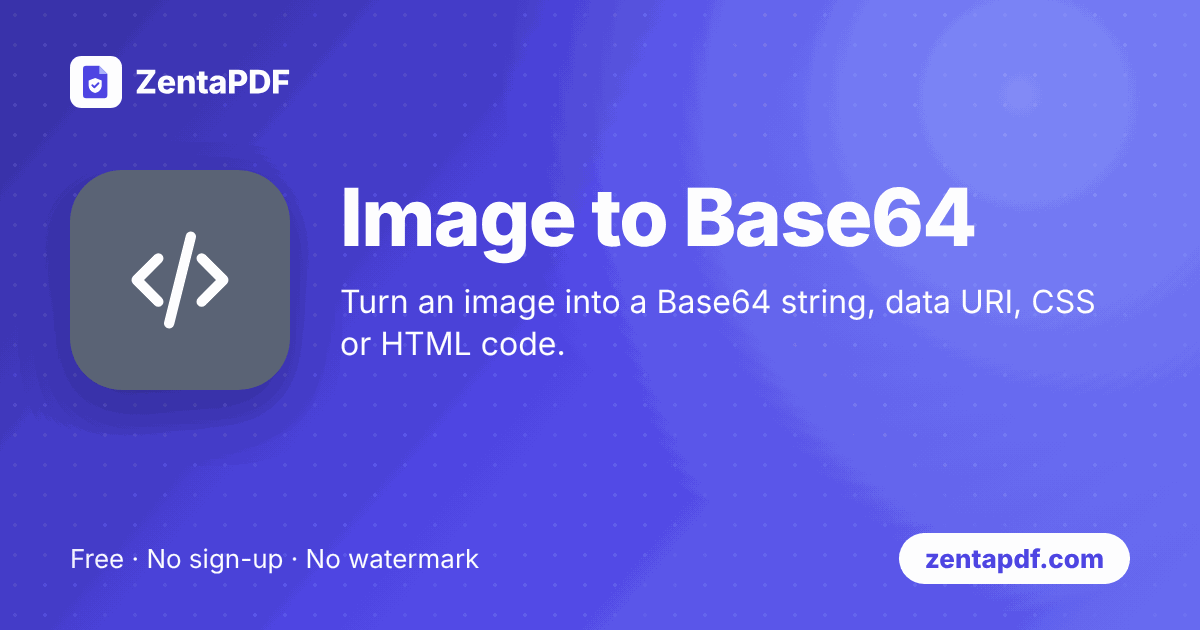 ZentaPDF
Image to Base64
Turn an image into a Base64 string, data URI, CSS
or HTML code.
Free · No sign-up · No watermark
zentapdf.com